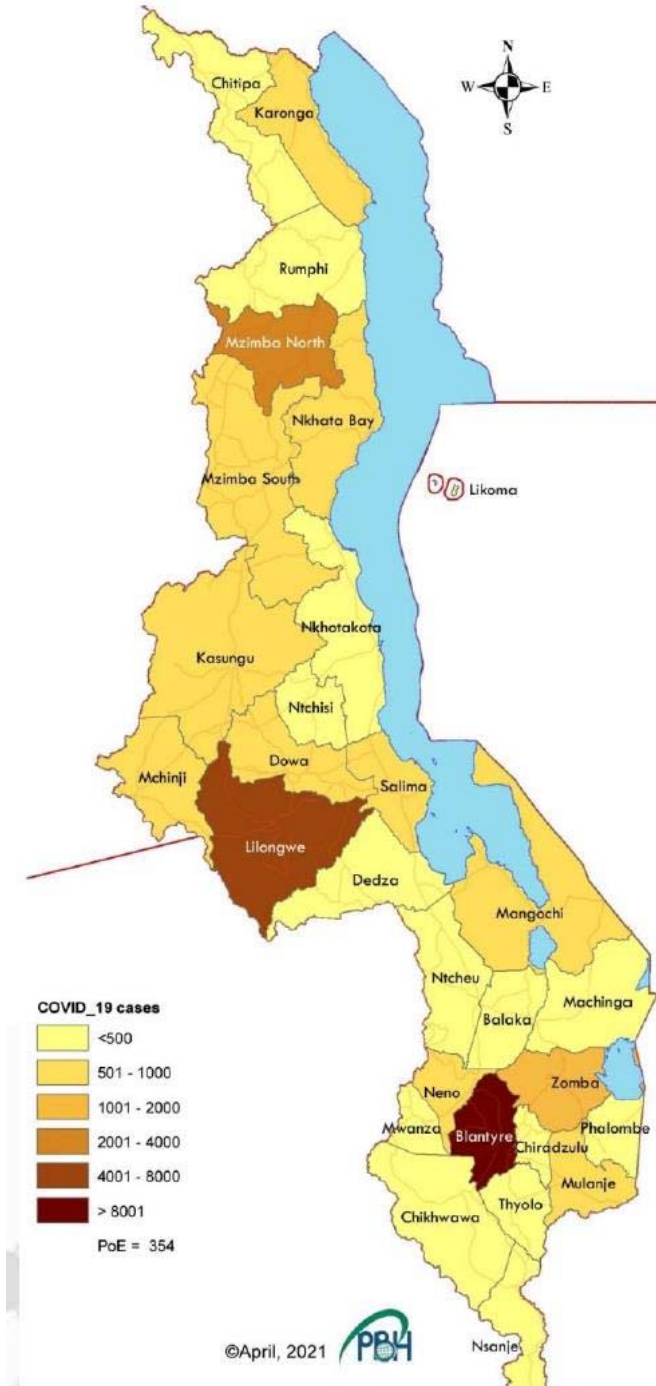 N
W E
S
Chitipa
Karonga
Rumphi
Mzimba North
Nkhata Bay
Mzimba South
Likoma
Nkhotakota
Kasungu
Ntchisi
Dowa
Mchinji
Salima
Lilongwe
Dedza
Mangochi
Ntcheu
Machinga
Balaka
Zomba
Neno
Phalombe
Mwanza
Blantyre
Chiradzulu
Mulanje
Thyolo
Chikhwawa
Nsanje
COVID_19 cases
<500
501 - 1000
1001 - 2000
2001 - 4000
4001 - 8000
> 8001
PoE = 354
©April, 2021 PBH